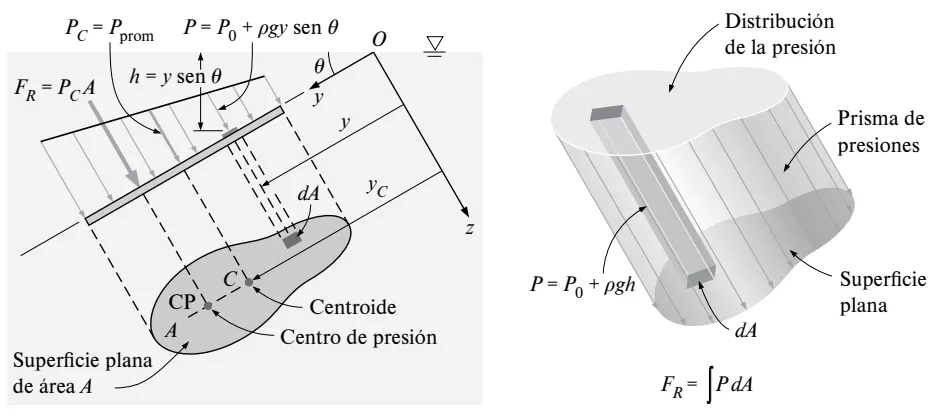 P_C = P_prom
P = P_0 + ρgy sen θ
O
h = y sen θ
θ
F_R = P_C A
y
y
y_C
dA
z
C
CP
A
Centroide
Centro de presión
Superficie plana
de área A
Distribución
de la presión
Prisma de
presiones
P = P_0 + ρgh
Superficie
plana
dA
F_R = ∫ P dA